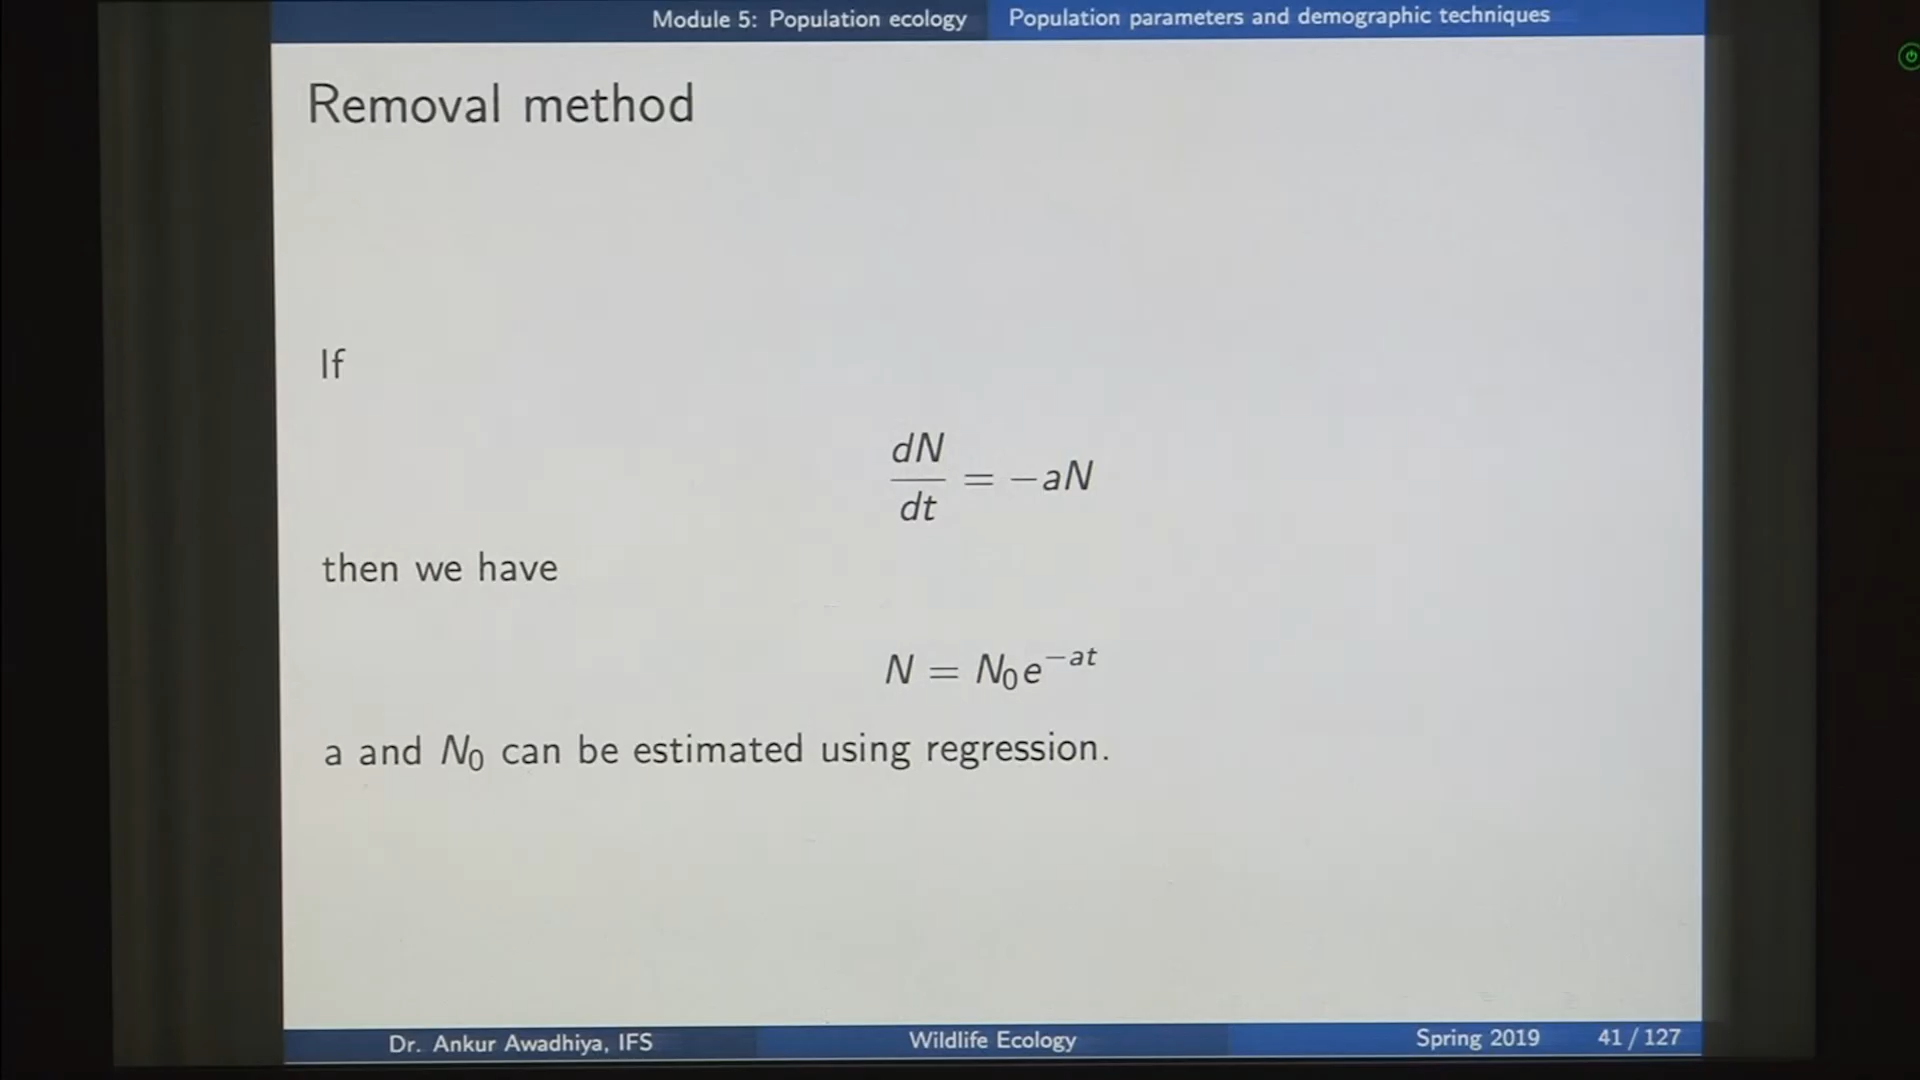 Module 5: Population ecology Population parameters and demographic techniques
Removal method
If
dN/dt = −aN
then we have
N = N₀e^{−at}
a and N₀ can be estimated using regression.
Dr. Ankur Awadhiya, IFS Wildlife Ecology Spring 2019 41 / 127